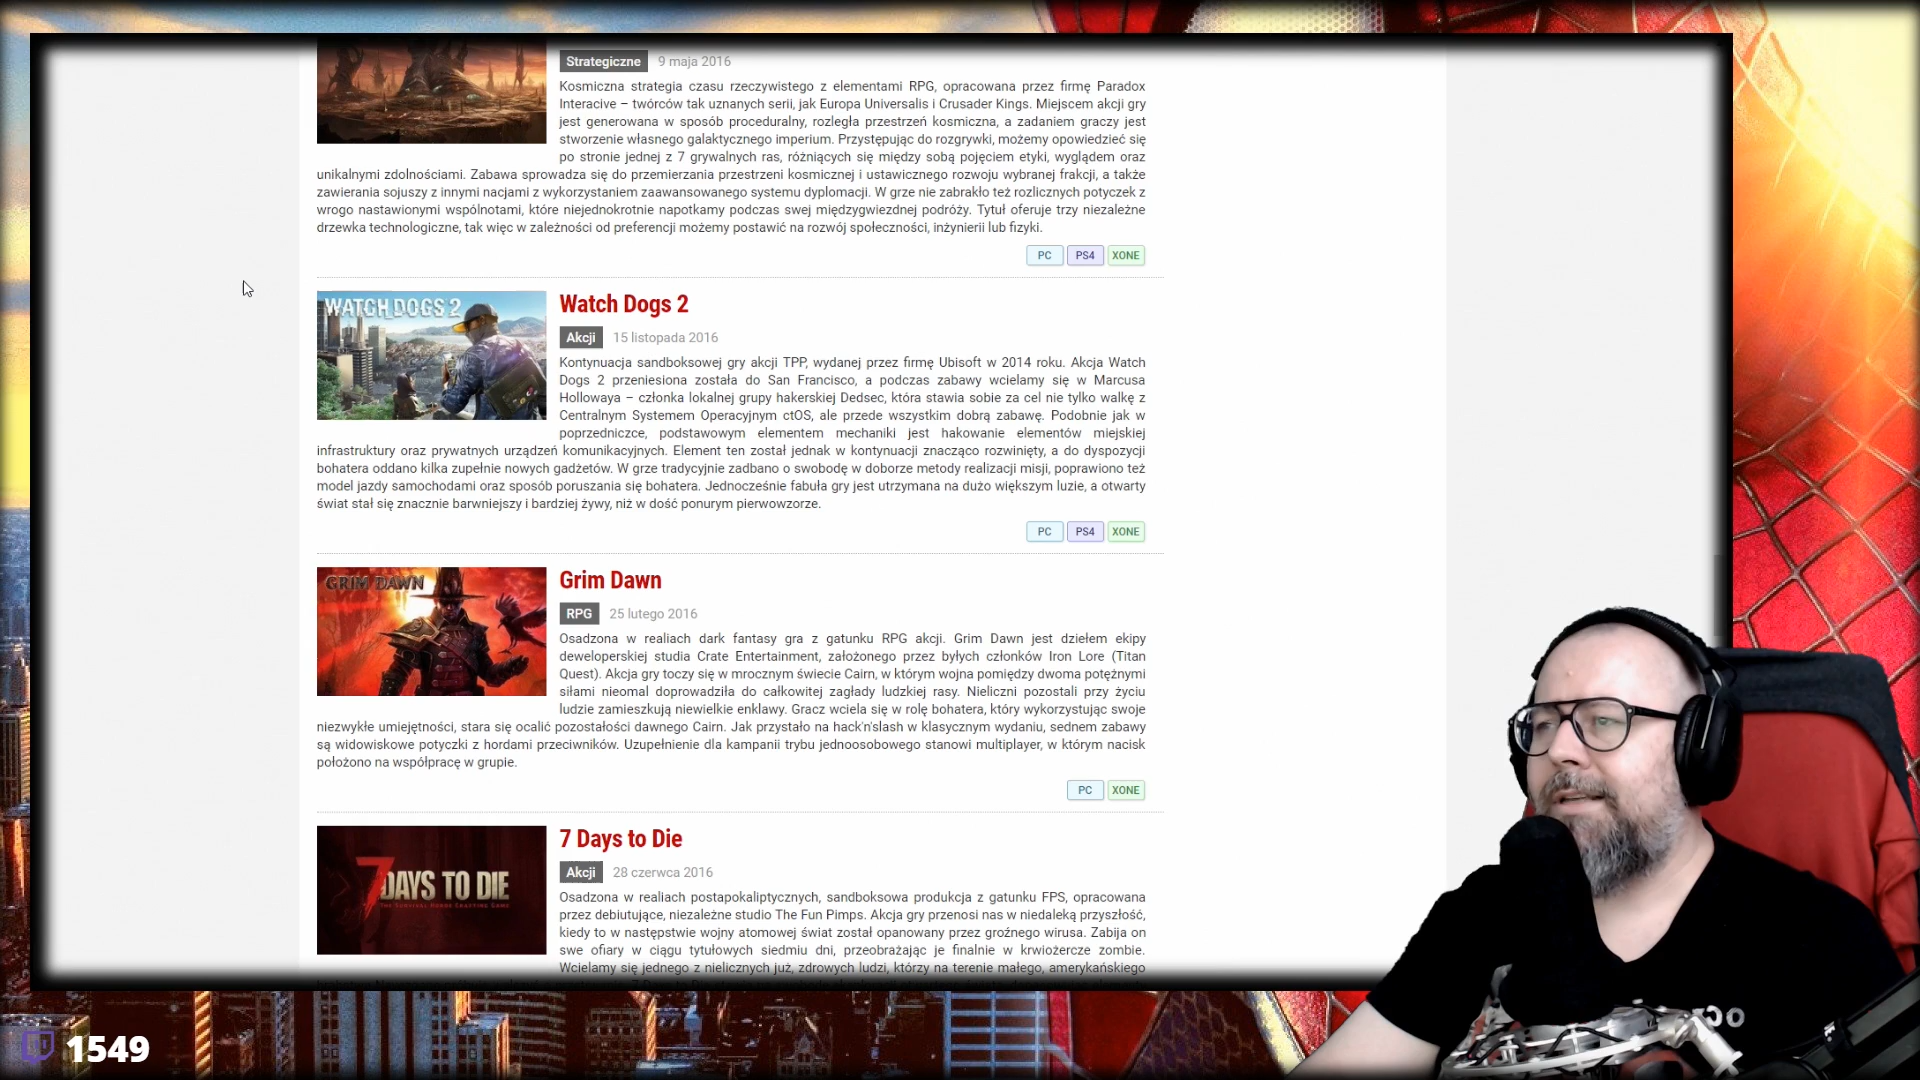 Strategiczne 9 maja 2016
Kosmiczna strategia czasu rzeczywistego z elementami RPG, opracowana przez firmę Paradox
Interacive – twórców tak uznanych serii, jak Europa Universalis i Crusader Kings. Miejscem akcji gry
jest generowana w sposób proceduralny, rozległa przestrzeń kosmiczna, a zadaniem graczy jest
stworzenie własnego galaktycznego imperium. Przystępując do rozgrywki, możemy opowiedzieć się
po stronie jednej z 7 grywalnych ras, różniących się między sobą pojęciem etyki, wyglądem oraz
unikalnymi zdolnościami. Zabawa sprowadza się do przemierzania przestrzeni kosmicznej i ustawicznego rozwoju wybranej frakcji, a także
zawierania sojuszy z innymi nacjami z wykorzystaniem zaawansowanego systemu dyplomacji. W grze nie zabrakło też rozlicznych potyczek z
wrogo nastawionymi wspólnotami, które niejednokrotnie napotkamy podczas swej międzygwiezdnej podróży. Tytuł oferuje trzy niezależne
drzewka technologiczne, tak więc w zależności od preferencji możemy postawić na rozwój społeczności, inżynierii lub fizyki.
PC PS4 XONE
WATCH DOGS 2
Watch Dogs 2
Akcji 15 listopada 2016
Kontynuacja sandboksowej gry akcji TPP, wydanej przez firmę Ubisoft w 2014 roku. Akcja Watch
Dogs 2 przeniesiona została do San Francisco, a podczas zabawy wcielamy się w Marcusa
Hollowaya – członka lokalnej grupy hakerskiej Dedsec, która stawia sobie za cel nie tylko walkę z
Centralnym Systemem Operacyjnym ctOS, ale przede wszystkim dobrą zabawę. Podobnie jak w
poprzedniczce, podstawowym elementem mechaniki jest hakowanie elementów miejskiej
infrastruktury oraz prywatnych urządzeń komunikacyjnych. Element ten został jednak w kontynuacji znacząco rozwinięty, a do dyspozycji
bohatera oddano kilka zupełnie nowych gadżetów. W grze tradycyjnie zadbano o swobodę w doborze metody realizacji misji, poprawiono też
model jazdy samochodami oraz sposób poruszania się bohatera. Jednocześnie fabuła gry jest utrzymana na dużo większym luzie, a otwarty
świat stał się znacznie barwniejszy i bardziej żywy, niż w dość ponurym pierwowzorze.
PC PS4 XONE
GRIM DAWN
Grim Dawn
RPG 25 lutego 2016
Osadzona w realiach dark fantasy gra z gatunku RPG akcji. Grim Dawn jest dziełem ekipy
deweloperskiej studia Crate Entertainment, założonego przez byłych członków Iron Lore (Titan
Quest). Akcja gry toczy się w mrocznym świecie Cairn, w którym wojna pomiędzy dwoma potężnymi
siłami nieomal doprowadziła do całkowitej zagłady ludzkiej rasy. Nieliczni pozostali przy życiu
ludzie zamieszkują niewielkie enklawy. Gracz wciela się w rolę bohatera, który wykorzystując swoje
niezwykłe umiejętności, stara się ocalić pozostałości dawnego Cairn. Jak przystało na hack'n'slash w klasycznym wydaniu, sednem zabawy
są widowiskowe potyczki z hordami przeciwników. Uzupełnienie dla kampanii trybu jednoosobowego stanowi multiplayer, w którym nacisk
położono na współpracę w grupie.
PC XONE
7 DAYS TO DIE
THE SURVIVAL HORDE CRAFTING GAME
7 Days to Die
Akcji 28 czerwca 2016
Osadzona w realiach postapokaliptycznych, sandboksowa produkcja z gatunku FPS, opracowana
przez debiutujące, niezależne studio The Fun Pimps. Akcja gry przenosi nas w niedaleką przyszłość,
kiedy to w następstwie wojny atomowej świat został opanowany przez groźnego wirusa. Zabija on
swe ofiary w ciągu tytułowych siedmiu dni, przeobrażając je finalnie w krwiożercze zombie.
Wcielamy się jednego z nielicznych już, zdrowych ludzi, którzy na terenie małego, amerykańskiego
1549